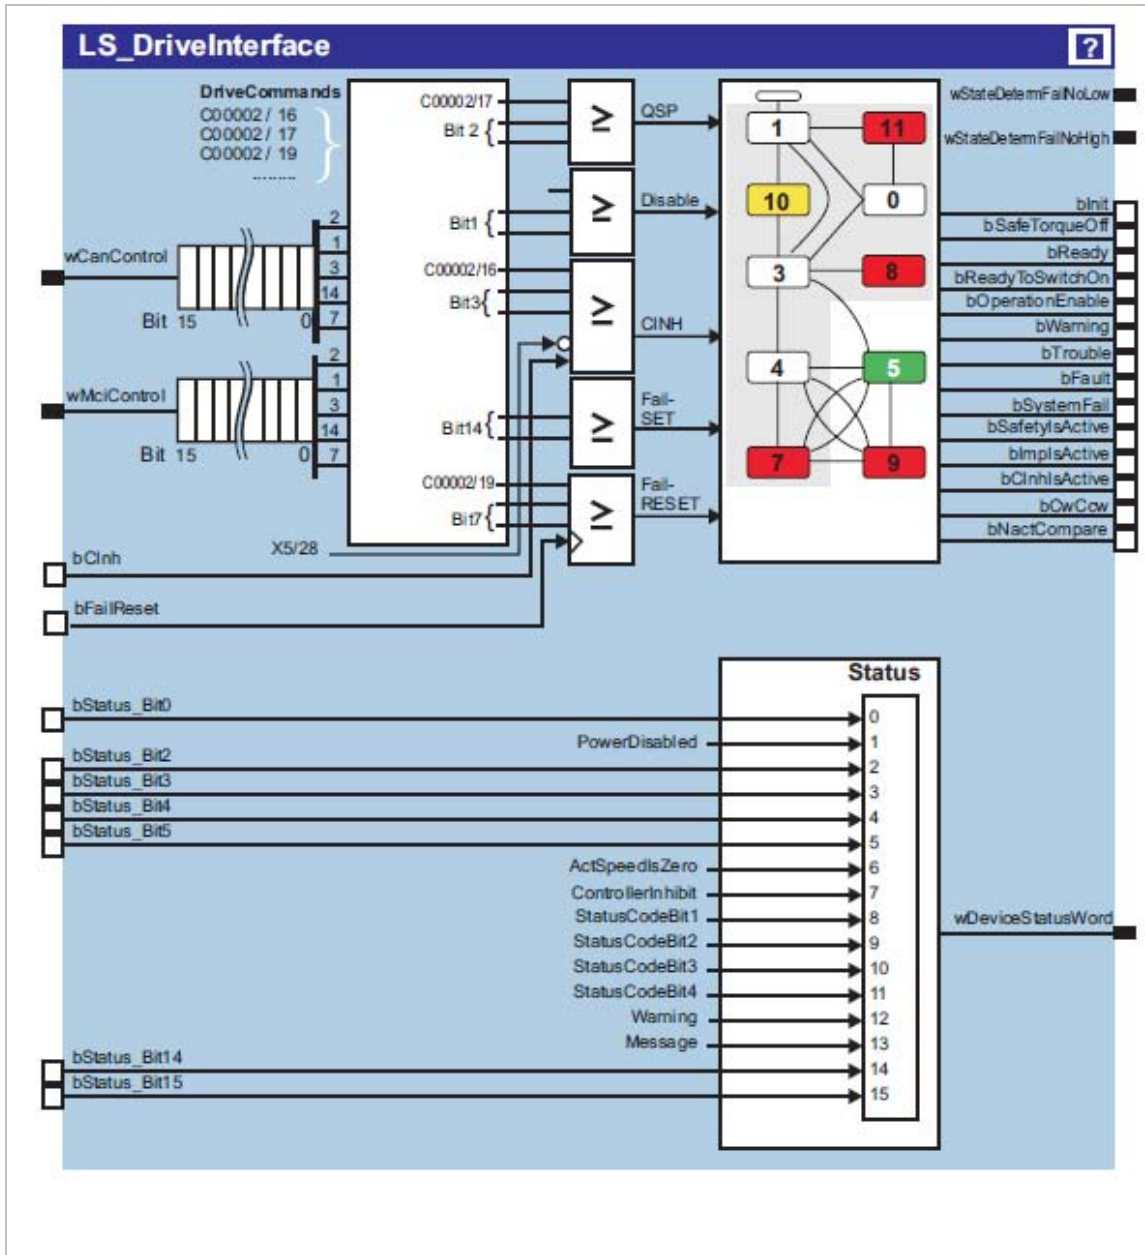 LS_DriveInterface
?
DriveCommands
C00002 / 16
C00002 / 17
C00002 / 19
..........
wCanControl
Bit 15 0
2
1
3
14
7
wMciControl
Bit 15 0
2
1
3
14
7
C00002/17
Bit 2 {
Bit1 {
C00002/16
Bit3 {
Bit14 {
C00002/19
Bit7 {
X5/28
bCInh
bFailReset
≥
≥
≥
≥
≥
QSP
Disable
CINH
Fail-
SET
Fail-
RESET
1 11
10 0
3 8
4 5
7 9
wStateDetermFailNoLow
wStateDetermFailNoHigh
bInit
bSafeTorqueOff
bReady
bReadyToSwitchOn
bOperationEnable
bWarning
bTrouble
bFault
bSystemFail
bSafetyIsActive
bImpIsActive
bCInhIsActive
bCwCcw
bNactCompare
Status
bStatus_Bit0 0
PowerDisabled 1
bStatus_Bit2 2
bStatus_Bit3 3
bStatus_Bit4 4
bStatus_Bit5 5
ActSpeedIsZero 6
ControllerInhibit 7
StatusCodeBit1 8
StatusCodeBit2 9
StatusCodeBit3 10
StatusCodeBit4 11
Warning 12
Message 13
bStatus_Bit14 14
bStatus_Bit15 15
wDeviceStatusWord